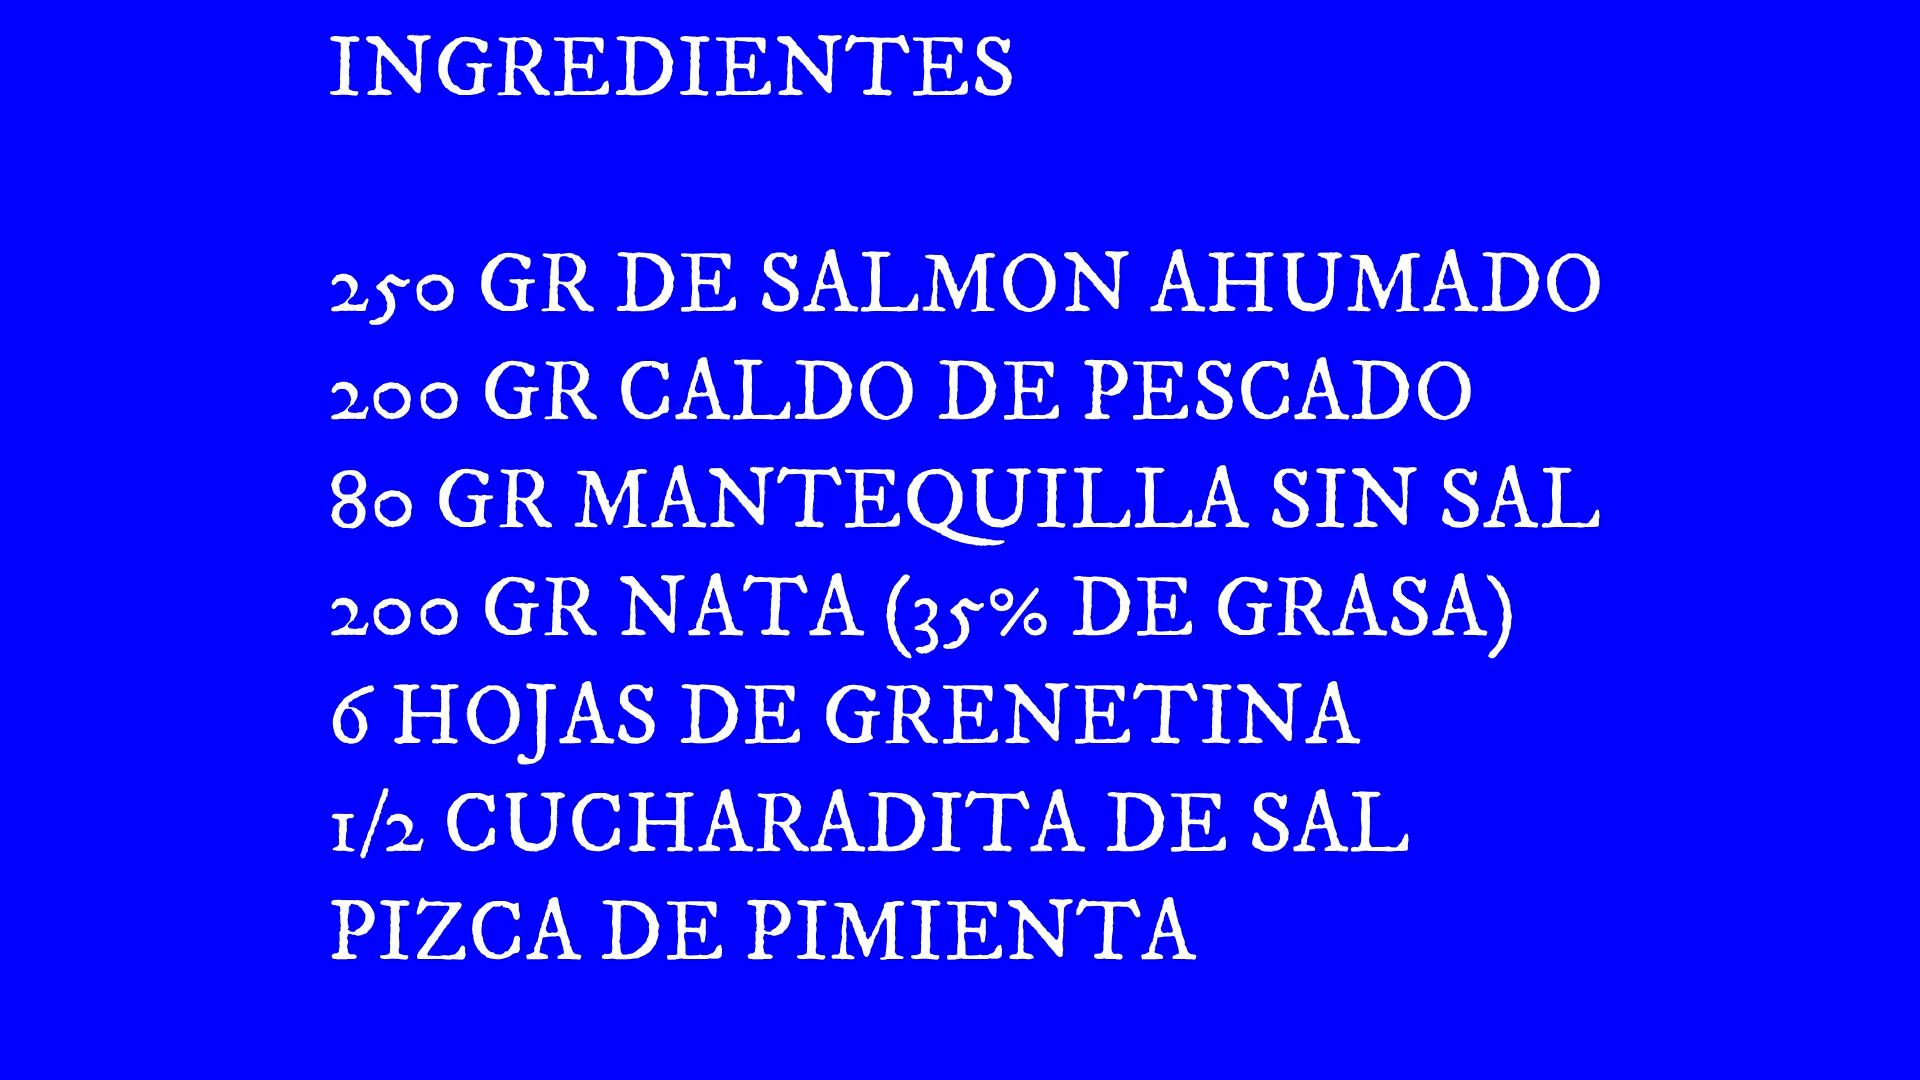 INGREDIENTES
250 GR DE SALMON AHUMADO
200 GR CALDO DE PESCADO
80 GR MANTEQUILLA SIN SAL
200 GR NATA (35% DE GRASA)
6 HOJAS DE GRENETINA
1/2 CUCHARADITA DE SAL
PIZCA DE PIMIENTA